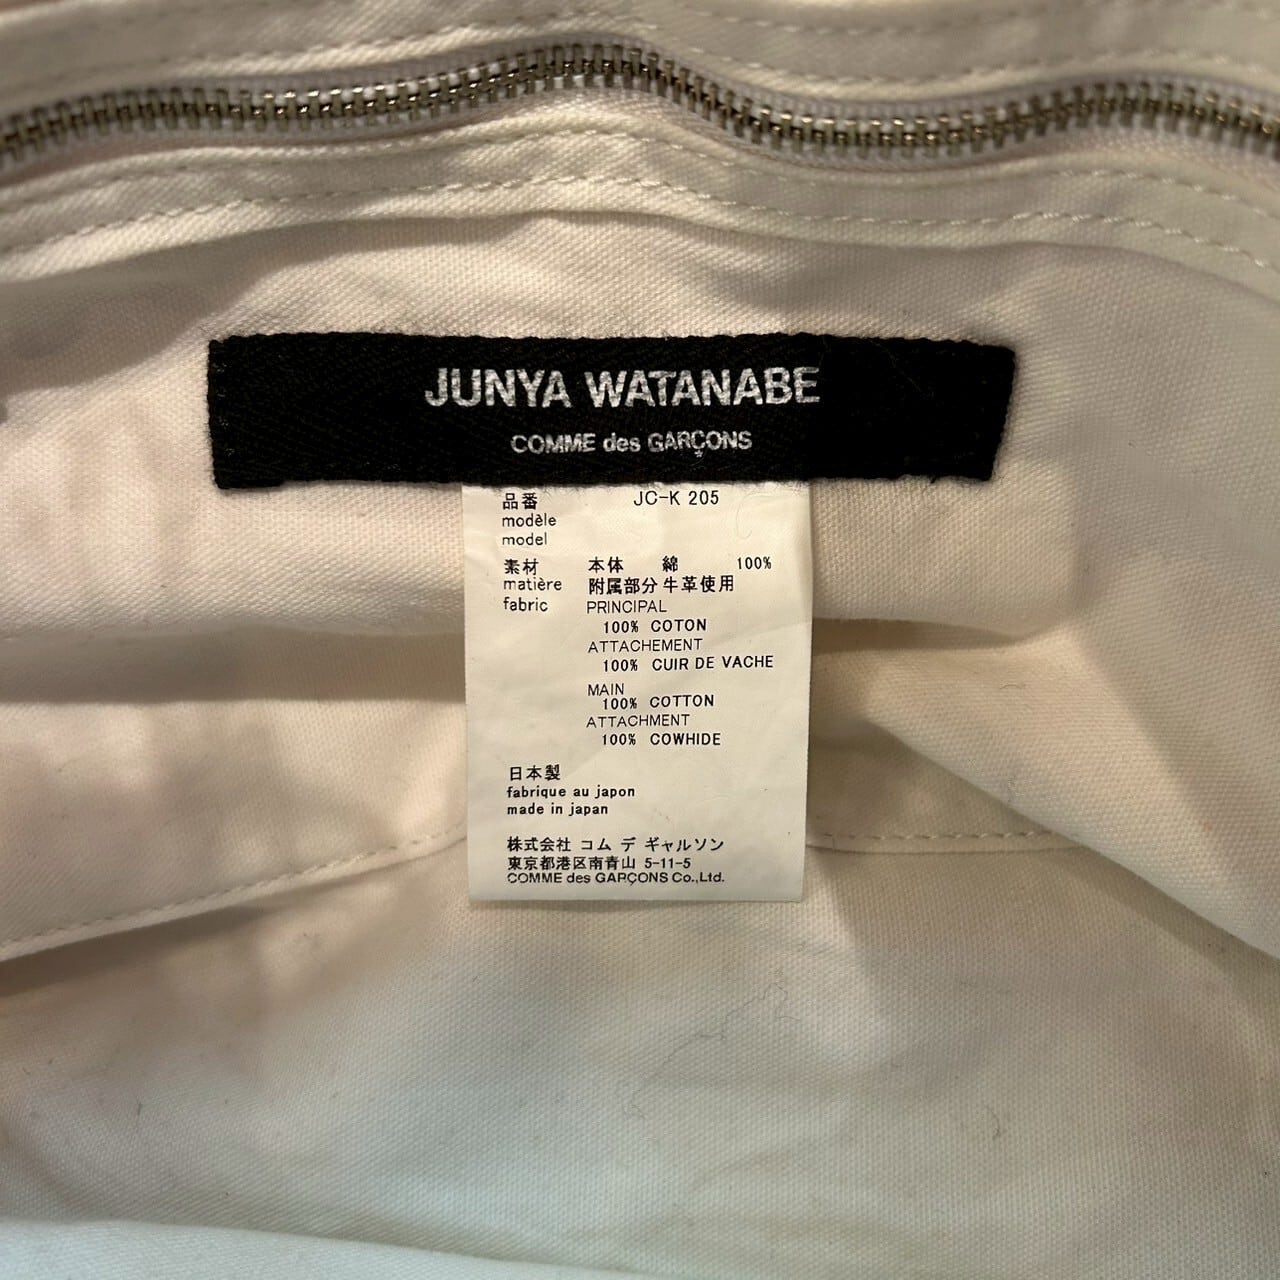 JUNYA WATANABE
COMME des GARÇONS
品番 JC-K 205
modèle
model
素材 本体 綿 100%
matière 附属部分 牛革使用
fabric PRINCIPAL
100% COTON
ATTACHEMENT
100% CUIR DE VACHE
MAIN
100% COTTON
ATTACHMENT
100% COWHIDE
日本製
fabrique au japon
made in japan
株式会社 コム デ ギャルソン
東京都港区南青山 5-11-5
COMME des GARÇONS Co.,Ltd.